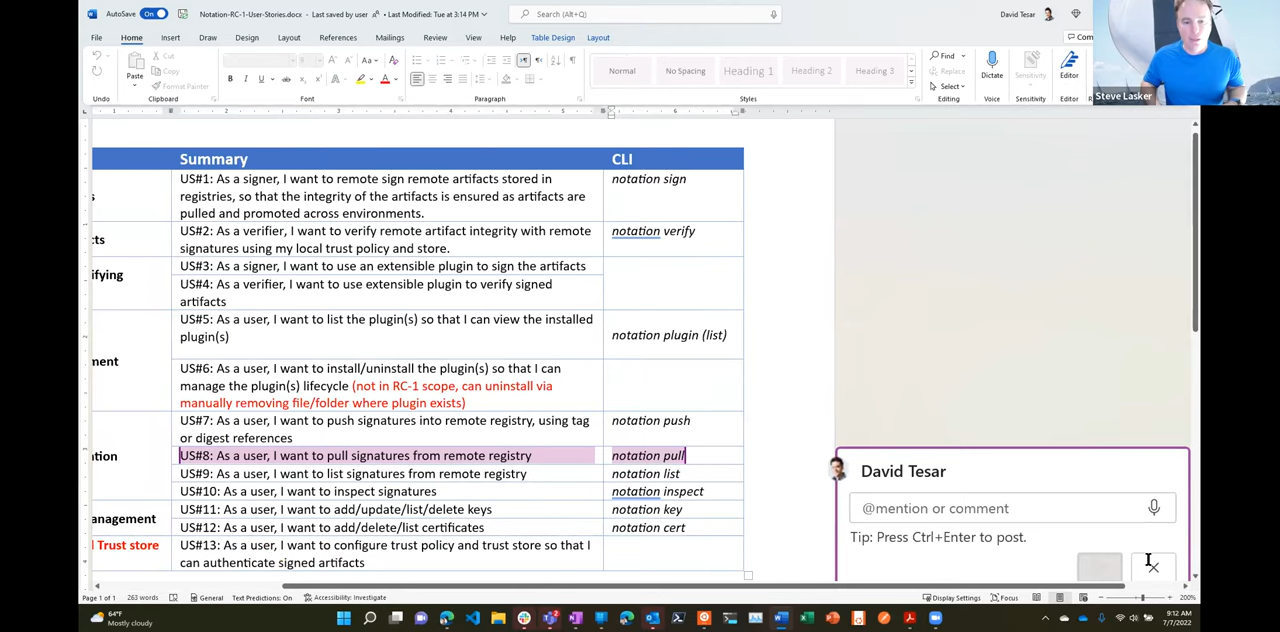 AutoSave On Notation-RC-1-User-Stories.docx - Last saved by user • Last Modified: Tue at 3:14 PM Search (Alt+Q) David Tesar
File Home Insert Draw Design Layout References Mailings Review View Help Table Design Layout Com
Paste Cut Copy Format Painter Normal No Spacing Heading 1 Heading 2 Heading 3 Find Replace Select Dictate Sensitivity Editor
Undo Clipboard Font Paragraph Styles Editing Voice Sensitivity Editor
Steve Lasker
Summary CLI
US#1: As a signer, I want to remote sign remote artifacts stored in notation sign
registries, so that the integrity of the artifacts is ensured as artifacts are
pulled and promoted across environments.
cts US#2: As a verifier, I want to verify remote artifact integrity with remote notation verify
signatures using my local trust policy and store.
ifying US#3: As a signer, I want to use an extensible plugin to sign the artifacts
US#4: As a verifier, I want to use extensible plugin to verify signed
artifacts
ment US#5: As a user, I want to list the plugin(s) so that I can view the installed
plugin(s) notation plugin (list)
US#6: As a user, I want to install/uninstall the plugin(s) so that I can
manage the plugin(s) lifecycle (not in RC-1 scope, can uninstall via
manually removing file/folder where plugin exists)
US#7: As a user, I want to push signatures into remote registry, using tag notation push
or digest references
tion US#8: As a user, I want to pull signatures from remote registry notation pull
US#9: As a user, I want to list signatures from remote registry notation list
US#10: As a user, I want to inspect signatures notation inspect
anagement US#11: As a user, I want to add/update/list/delete keys notation key
US#12: As a user, I want to add/delete/list certificates notation cert
Trust store US#13: As a user, I want to configure trust policy and trust store so that I
can authenticate signed artifacts
David Tesar
@mention or comment
Tip: Press Ctrl+Enter to post.
Page 1 of 1 263 words General Text Predictions: On Accessibility: Investigate Display Settings Focus 200%
64°F
Mostly cloudy
9:12 AM
7/7/2022